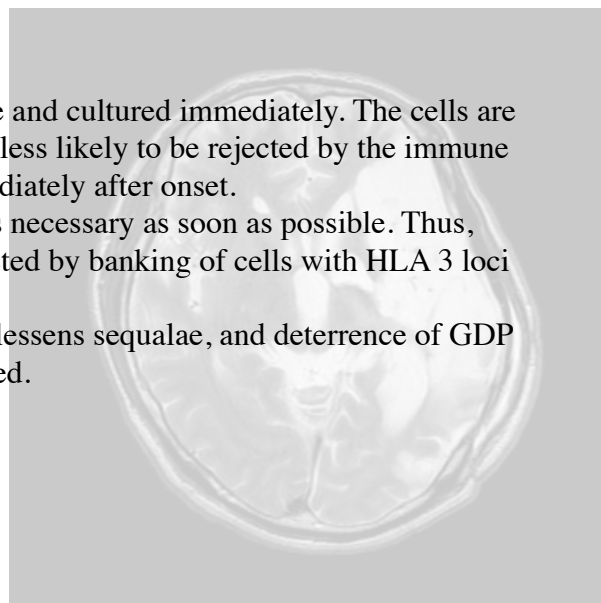 and cultured immediately. The cells are
less likely to be rejected by the immune
diately after onset.
necessary as soon as possible. Thus,
ted by banking of cells with HLA 3 loci
lessens sequalae, and deterrence of GDP
ed.